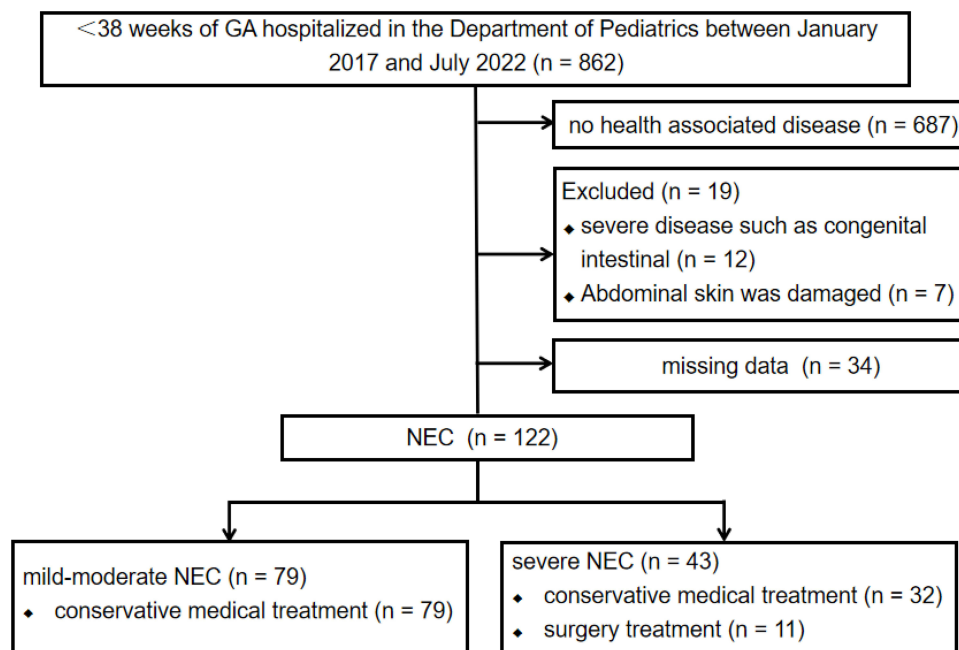 ＜38 weeks of GA hospitalized in the Department of Pediatrics between January
2017 and July 2022 (n = 862)
no health associated disease (n = 687)
Excluded (n = 19)
◆ severe disease such as congenital
intestinal (n = 12)
◆ Abdominal skin was damaged (n = 7)
missing data (n = 34)
NEC (n = 122)
mild-moderate NEC (n = 79)
◆ conservative medical treatment (n = 79)
severe NEC (n = 43)
◆ conservative medical treatment (n = 32)
◆ surgery treatment (n = 11)